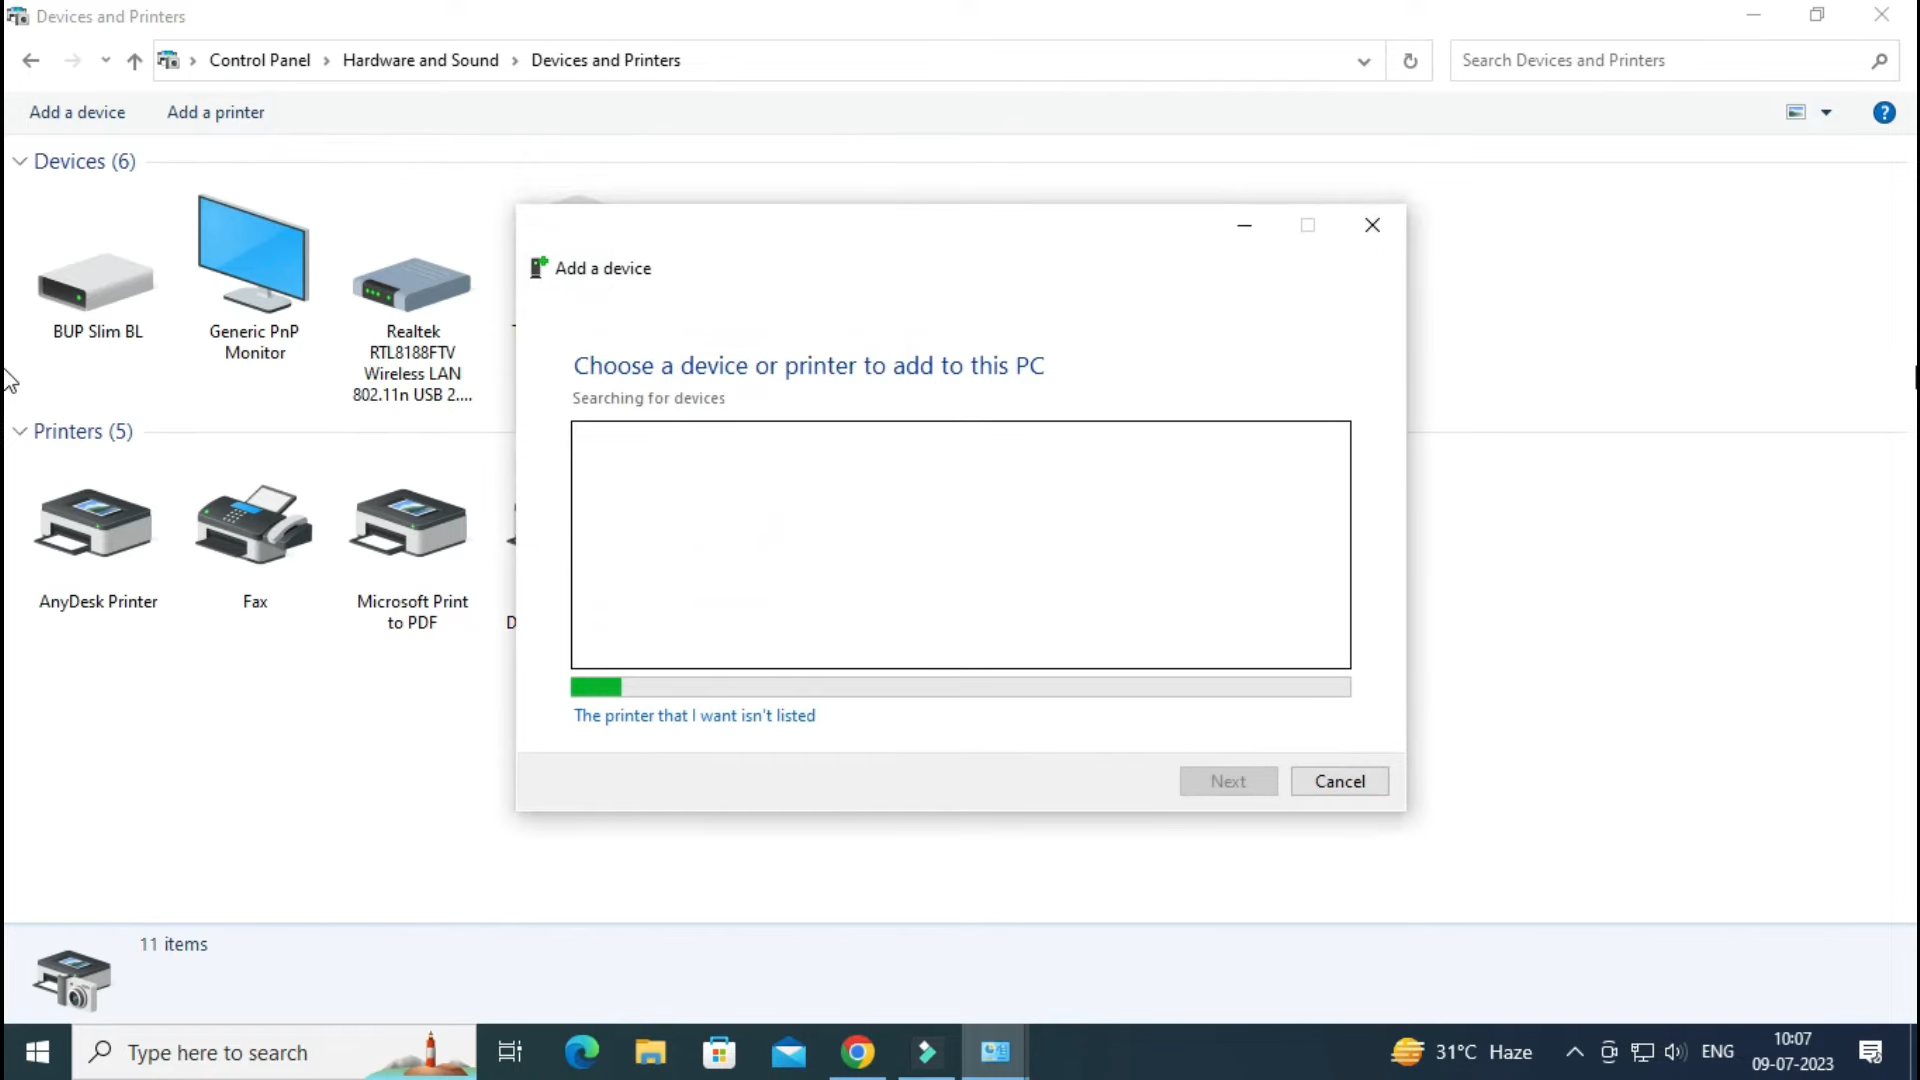 Devices and Printers
Control Panel
Hardware and Sound
Devices and Printers
Search Devices and Printers
Add a device
Add a printer
Devices (6)
BUP Slim BL
Generic PnP
Monitor
Realtek
RTL8188FTV
Wireless LAN
802.11n USB 2....
Printers (5)
AnyDesk Printer
Fax
Microsoft Print
to PDF
D
Add a device
Choose a device or printer to add to this PC
Searching for devices
The printer that I want isn't listed
Next
Cancel
11 items
Type here to search
31°C Haze
ENG
10:07
09-07-2023